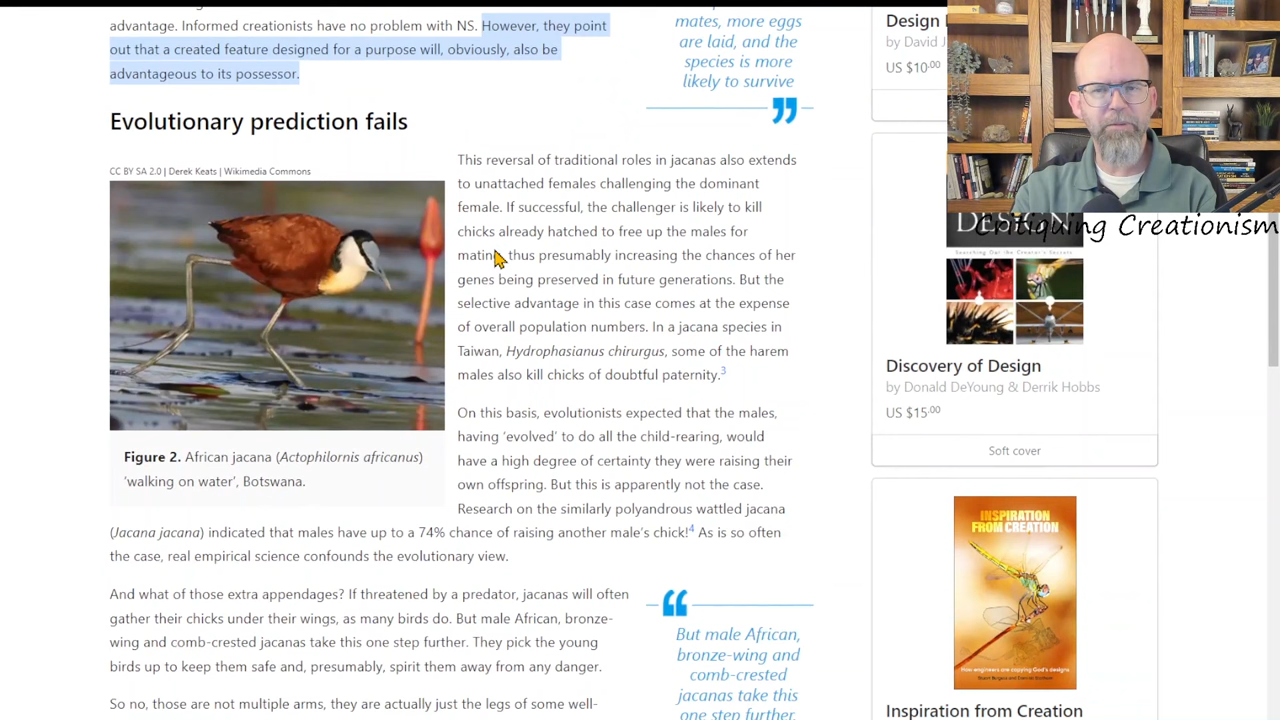 advantage. Informed creationists have no problem with NS. However, they point
out that a created feature designed for a purpose will, obviously, also be
advantageous to its possessor.
mates, more eggs
are laid, and the
species is more
likely to survive
”
Evolutionary prediction fails
CC BY SA 2.0 | Derek Keats | Wikimedia Commons
Figure 2. African jacana (Actophilornis africanus)
‘walking on water’, Botswana.
This reversal of traditional roles in jacanas also extends
to unattached females challenging the dominant
female. If successful, the challenger is likely to kill
chicks already hatched to free up the males for
mating, thus presumably increasing the chances of her
genes being preserved in future generations. But the
selective advantage in this case comes at the expense
of overall population numbers. In a jacana species in
Taiwan, Hydrophasianus chirurgus, some of the harem
males also kill chicks of doubtful paternity.3
On this basis, evolutionists expected that the males,
having ‘evolved’ to do all the child-rearing, would
have a high degree of certainty they were raising their
own offspring. But this is apparently not the case.
Research on the similarly polyandrous wattled jacana
(Jacana jacana) indicated that males have up to a 74% chance of raising another male’s chick!4 As is so often
the case, real empirical science confounds the evolutionary view.
And what of those extra appendages? If threatened by a predator, jacanas will often
gather their chicks under their wings, as many birds do. But male African, bronze-
wing and comb-crested jacanas take this one step further. They pick the young
birds up to keep them safe and, presumably, spirit them away from any danger.
So no, those are not multiple arms, they are actually just the legs of some well-
“
But male African,
bronze-wing and
comb-crested
jacanas take this
one step further.
Design
by David J
US $10.00
Critiquing Creationism
DESIGN
Searching Out the Creator's Secrets
Discovery of Design
by Donald DeYoung & Derrik Hobbs
US $15.00
Soft cover
INSPIRATION
FROM CREATION
How engineers are copying God's designs
Inspiration from Creation